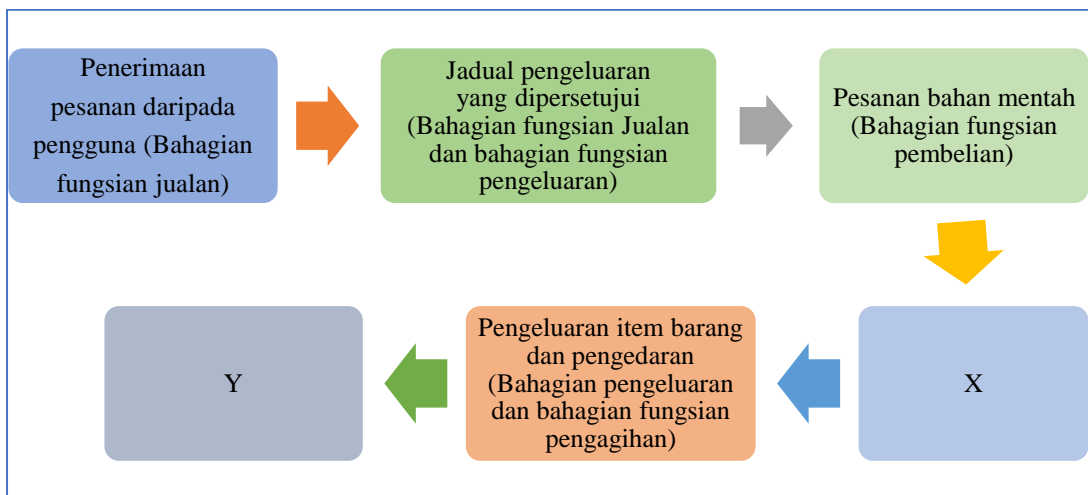 Penerimaan
pesanan daripada
pengguna (Bahagian
fungsian jualan)
Jadual pengeluaran
yang dipersetujui
(Bahagian fungsian Jualan
dan bahagian fungsian
pengeluaran)
Pesanan bahan mentah
(Bahagian fungsian
pembelian)
X
Pengeluaran item barang
dan pengedaran
(Bahagian pengeluaran
dan bahagian fungsian
pengagihan)
Y